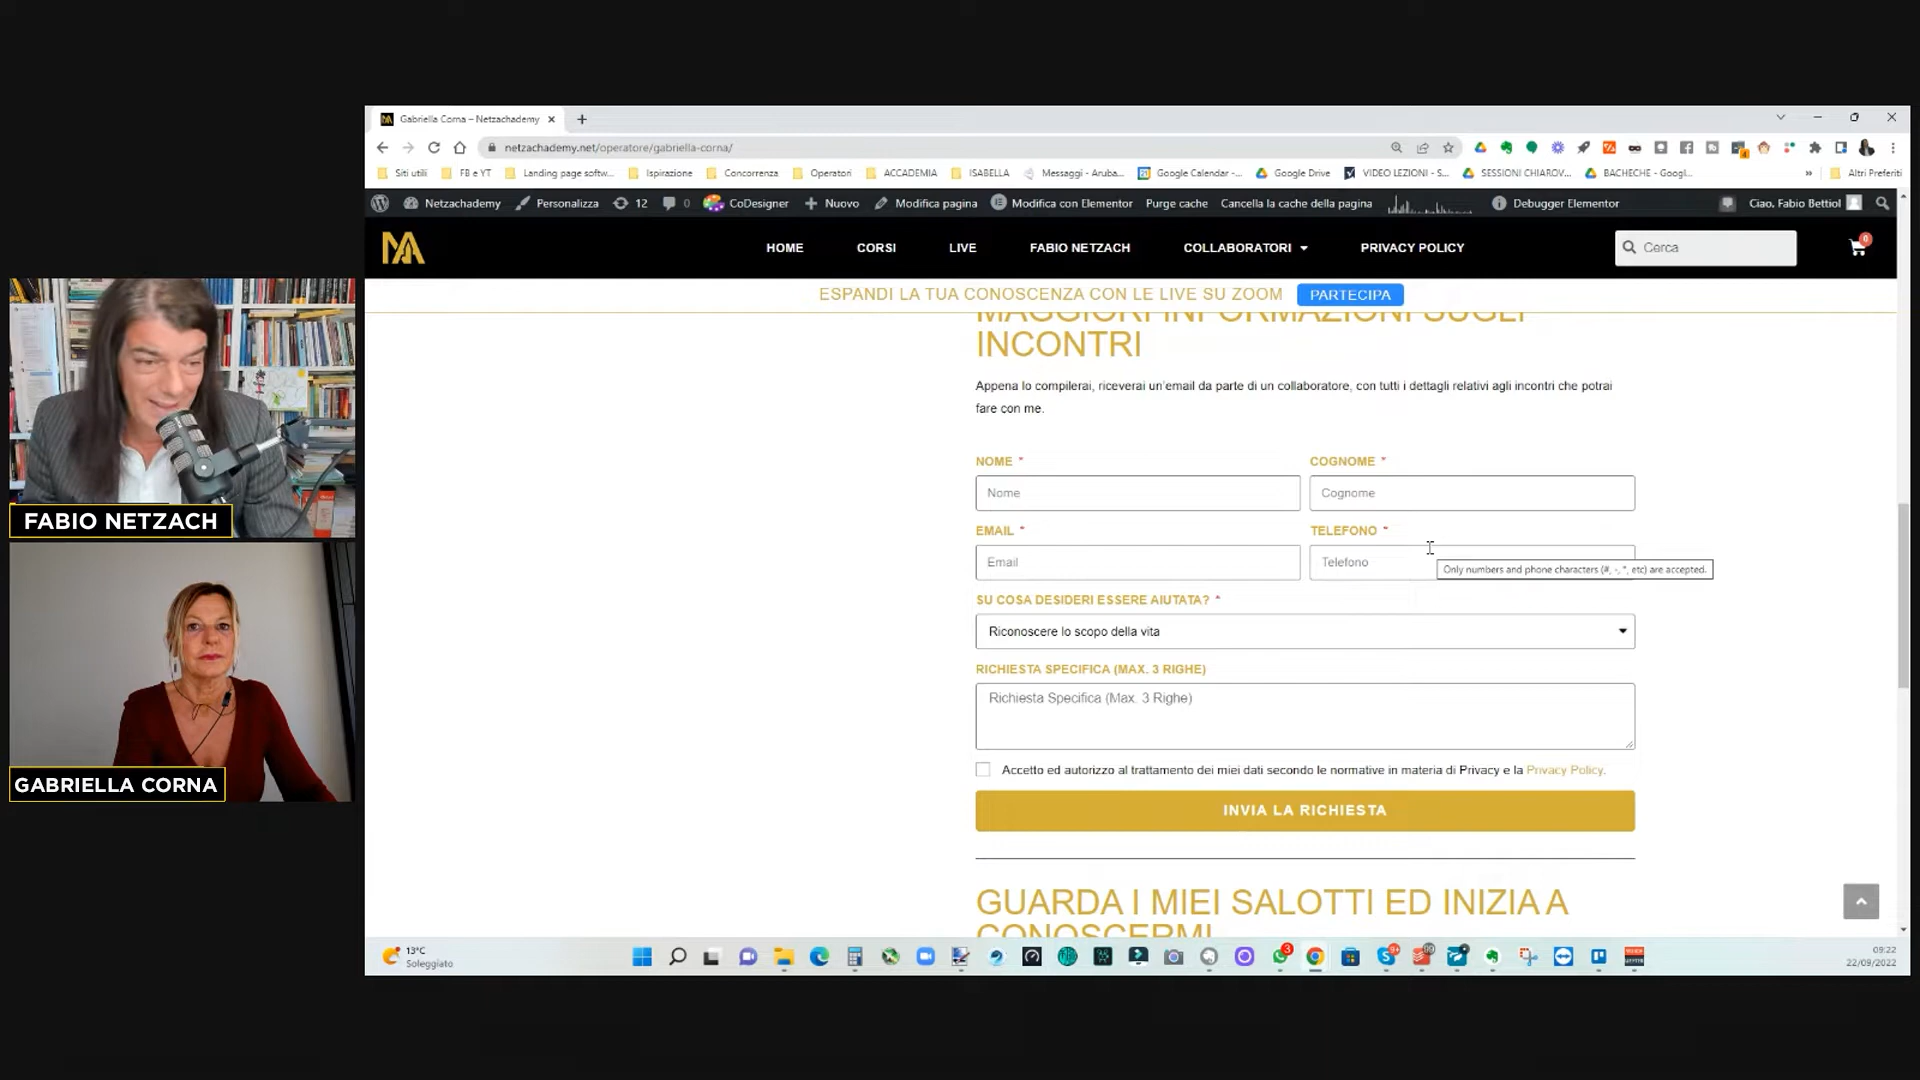 Gabriella Corna – Netzachademy
netzachademy.net/operatore/gabriella-corna/
Siti utili
FB e YT
Landing page softw...
Ispirazione
Concorrenza
Operatori
ACCADEMIA
ISABELLA
Messaggi - Aruba...
Google Calendar -...
Google Drive
VIDEO LEZIONI - S...
SESSIONI CHIAROV...
BACHECHE - Googl...
»
Altri Preferiti
Netzachademy
Personalizza
12
0
CoDesigner
Nuovo
Modifica pagina
Modifica con Elementor
Purge cache
Cancella la cache della pagina
Debugger Elementor
Ciao, Fabio Bettiol
HOME
CORSI
LIVE
FABIO NETZACH
COLLABORATORI
PRIVACY POLICY
Cerca
0
ESPANDI LA TUA CONOSCENZA CON LE LIVE SU ZOOM
PARTECIPA
MAGGIORI INFORMAZIONI SUGLI
INCONTRI
Appena lo compilerai, riceverai un'email da parte di un collaboratore, con tutti i dettagli relativi agli incontri che potrai
fare con me.
NOME *
COGNOME *
Nome
Cognome
EMAIL *
TELEFONO *
Email
Telefono
Only numbers and phone characters (#, -, *, etc) are accepted.
SU COSA DESIDERI ESSERE AIUTATA? *
Riconoscere lo scopo della vita
RICHIESTA SPECIFICA (MAX. 3 RIGHE)
Richiesta Specifica (Max. 3 Righe)
Accetto ed autorizzo al trattamento dei miei dati secondo le normative in materia di Privacy e la Privacy Policy.
INVIA LA RICHIESTA
GUARDA I MIEI SALOTTI ED INIZIA A
CONOSCERMI
FABIO NETZACH
GABRIELLA CORNA
13°C
Soleggiato
3
09:22
22/09/2022